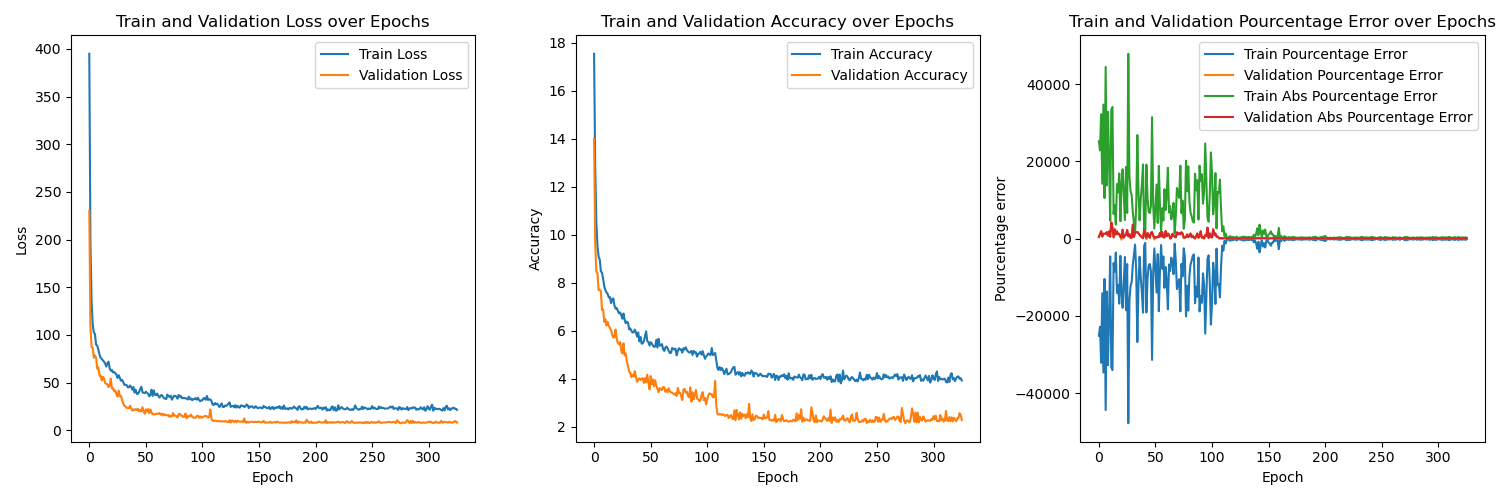 Train and Validation Loss over Epochs
Train Loss
Validation Loss
400
350
300
250
200
150
100
50
0
Loss
0 50 100 150 200 250 300
Epoch
Train and Validation Accuracy over Epochs
Train Accuracy
Validation Accuracy
18
16
14
12
10
8
6
4
2
Accuracy
0 50 100 150 200 250 300
Epoch
Train and Validation Pourcentage Error over Epochs
Train Pourcentage Error
Validation Pourcentage Error
Train Abs Pourcentage Error
Validation Abs Pourcentage Error
40000
20000
0
−20000
−40000
Pourcentage error
0 50 100 150 200 250 300
Epoch